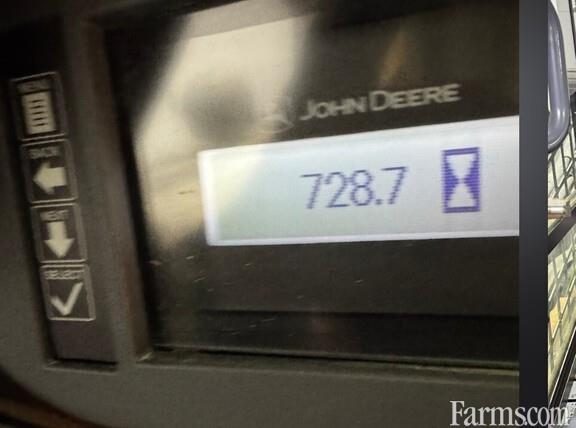 MENU
BACK
NEXT
SELECT
JOHN DEERE
728.7
Farms.com